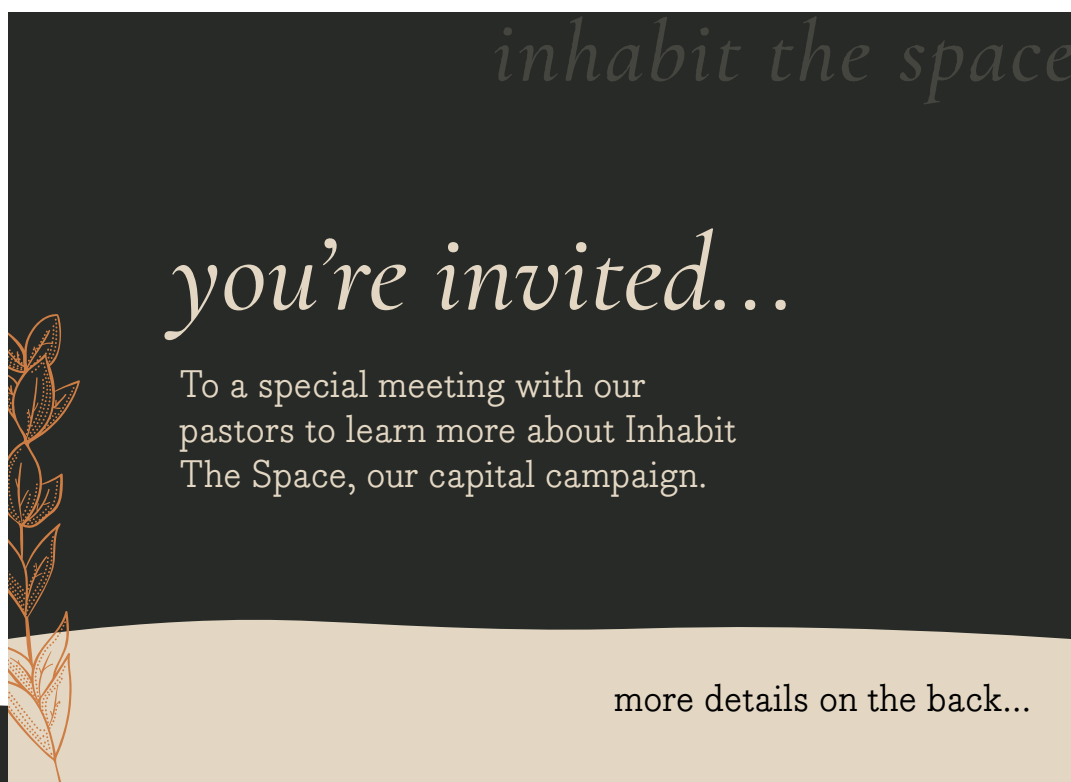 inhabit the space
you're invited...
To a special meeting with our
pastors to learn more about Inhabit
The Space, our capital campaign.
more details on the back...